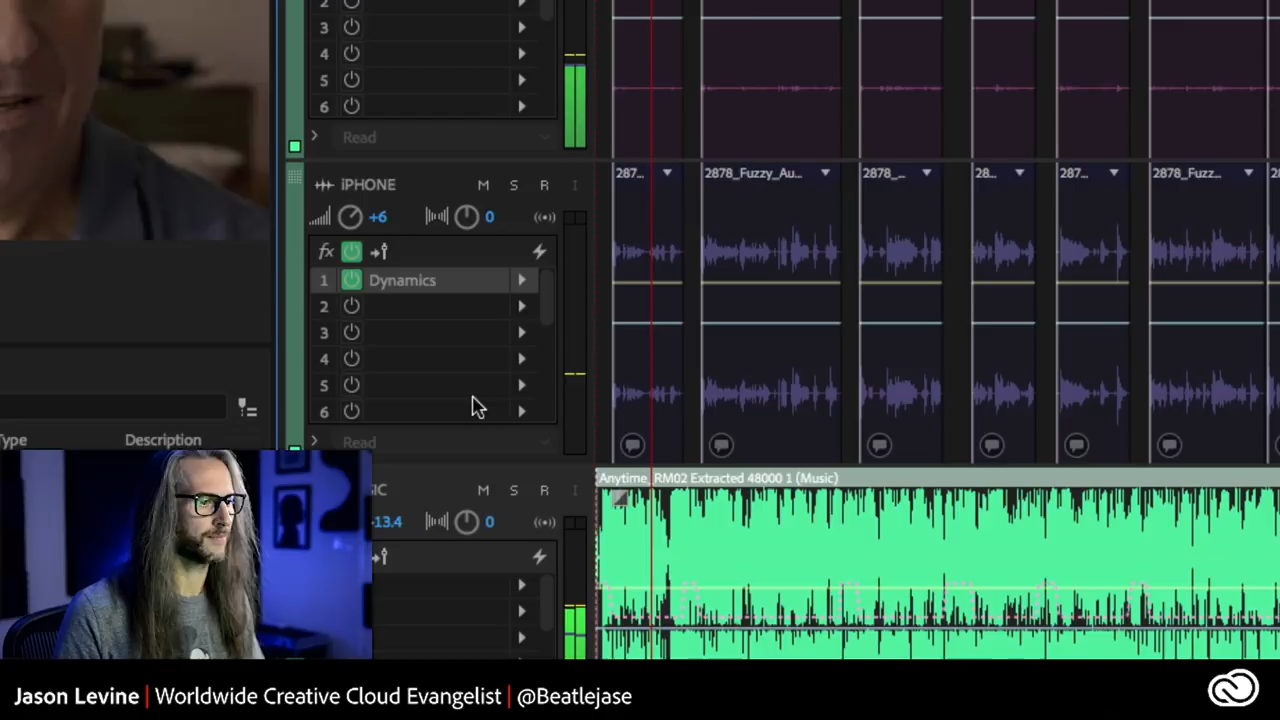 2
3
4
5
6
Read
iPHONE M S R I
+6 0
fx
1 Dynamics
2
3
4
5
6
Read
287...
2878_Fuzzy_Au...
2878_...
28...
287...
2878_Fuzz...
Type Description
SIC M S R I
-13.4 0
Anytime_RM02 Extracted 48000 1 (Music)
Jason Levine | Worldwide Creative Cloud Evangelist | @Beatlejase